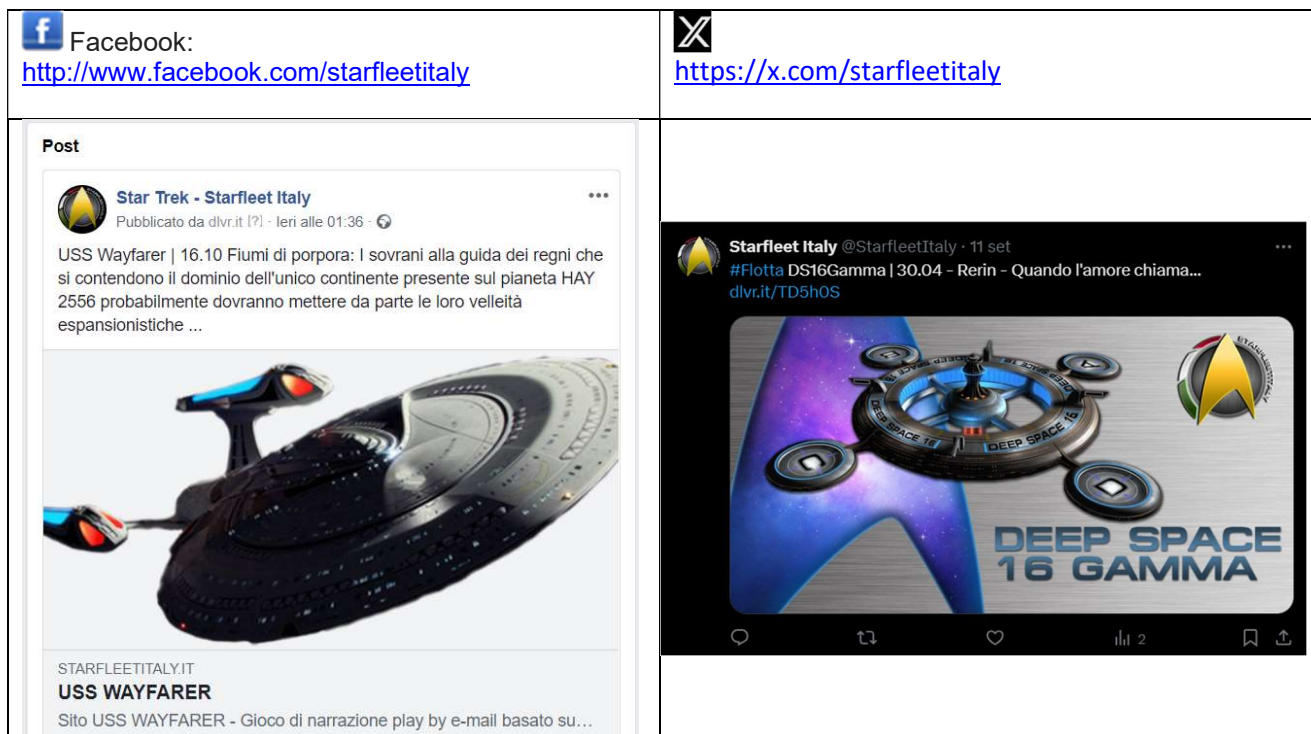 Facebook:
http://www.facebook.com/starfleetitaly
https://x.com/starfleetitaly
Post
Star Trek - Starfleet Italy
Pubblicato da dlvr.it [?] · Ieri alle 01:36 ·
USS Wayfarer | 16.10 Fiumi di porpora: I sovrani alla guida dei regni che
si contendono il dominio dell'unico continente presente sul pianeta HAY
2556 probabilmente dovranno mettere da parte le loro velleità
espansionistiche ...
STARFLEETITALY.IT
USS WAYFARER
Sito USS WAYFARER - Gioco di narrazione play by e-mail basato su...
Starfleet Italy @StarfleetItaly · 11 set
#Flotta DS16Gamma | 30.04 - Rerin - Quando l'amore chiama...
dlvr.it/TD5h0S
DEEP SPACE 16
DEEP SPACE 16
STARFLEETITALY
DEEP SPACE
16 GAMMA
2